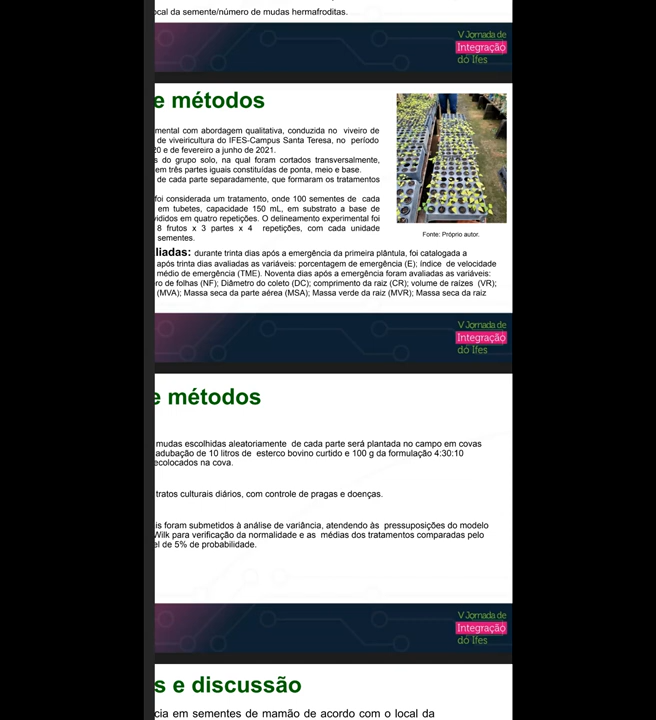 ocal da semente/número de mudas hermafroditas.
V Jornada de
Integração
do Ifes
e métodos
mental com abordagem qualitativa, conduzida no viveiro de
de viveiricultura do IFES-Campus Santa Teresa, no período
20 e de fevereiro a junho de 2021.
s do grupo solo, na qual foram cortados transversalmente,
em três partes iguais constituídas de ponta, meio e base.
de cada parte separadamente, que formaram os tratamentos
foi considerada um tratamento, onde 100 sementes de cada
em tubetes, capacidade 150 mL, em substrato a base de
vididos em quatro repetições. O delineamento experimental foi
8 frutos x 3 partes x 4 repetições, com cada unidade
sementes.
Fonte: Próprio autor.
liadas: durante trinta dias após a emergência da primeira plântula, foi catalogada a
após trinta dias avaliadas as variáveis: porcentagem de emergência (E); índice de velocidade
médio de emergência (TME). Noventa dias após a emergência foram avaliadas as variáveis:
ro de folhas (NF); Diâmetro do coleto (DC); comprimento da raiz (CR); volume de raízes (VR);
(MVA); Massa seca da parte aérea (MSA); Massa verde da raiz (MVR); Massa seca da raiz
V Jornada de
Integração
do Ifes
e métodos
mudas escolhidas aleatoriamente de cada parte será plantada no campo em covas
adubação de 10 litros de esterco bovino curtido e 100 g da formulação 4:30:10
ecolocados na cova.
tratos culturais diários, com controle de pragas e doenças.
is foram submetidos à análise de variância, atendendo às pressuposições do modelo
Wilk para verificação da normalidade e as médias dos tratamentos comparadas pelo
el de 5% de probabilidade.
V Jornada de
Integração
do Ifes
s e discussão
cia em sementes de mamão de acordo com o local da